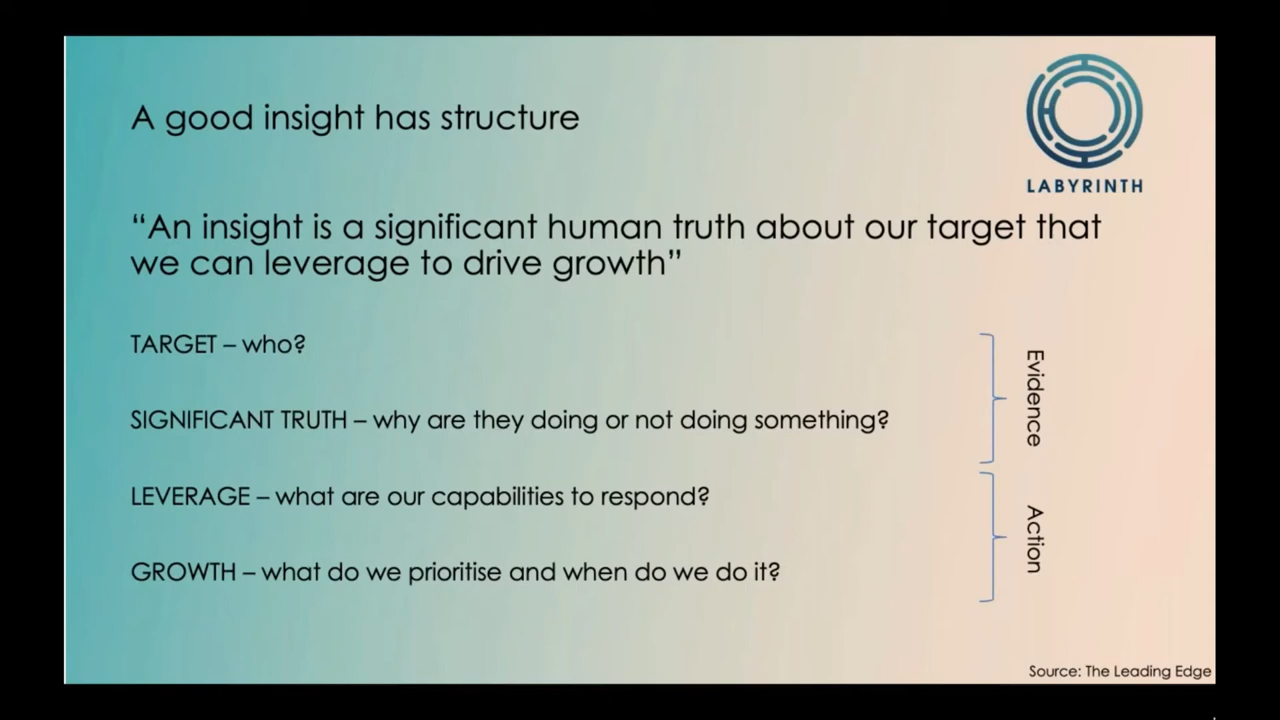 A good insight has structure
LABYRINTH
“An insight is a significant human truth about our target that
we can leverage to drive growth”
TARGET – who?
SIGNIFICANT TRUTH – why are they doing or not doing something?
Evidence
LEVERAGE – what are our capabilities to respond?
GROWTH – what do we prioritise and when do we do it?
Action
Source: The Leading Edge